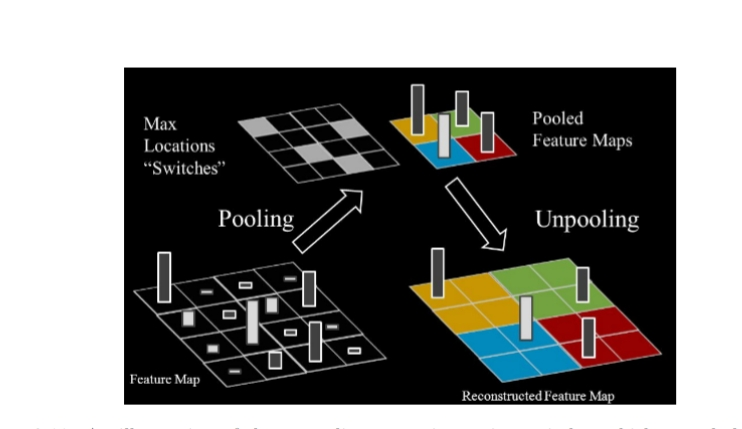 Max
Locations
“Switches”
Pooled
Feature Maps
Pooling
Unpooling
Feature Map
Reconstructed Feature Map